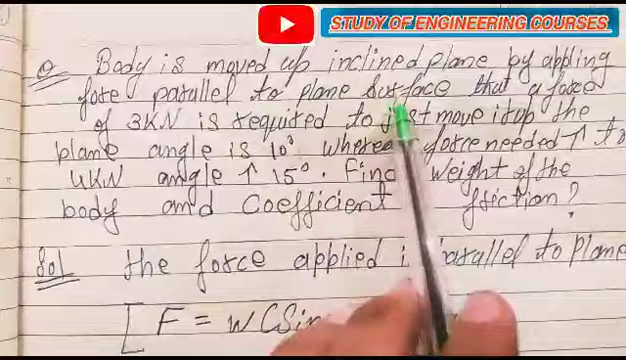 STUDY OF ENGINEERING COURSES
Q Body is moved up inclined plane by appling
fore parallel to plane surface that a force
of 3KN is required to just move it up the
plane angle is 10° whereas force needed ↑ to
4KN angle ↑ 15°. Find weight of the
body and Coefficient friction?
Sol the force applied is parallel to plane
[ F = W (Sin